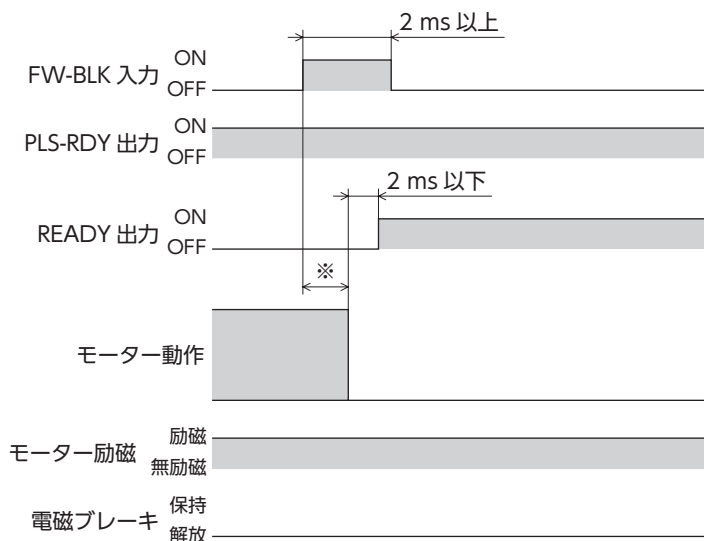 2 ms 以上
FW-BLK 入力
ON
OFF
PLS-RDY 出力
ON
OFF
2 ms 以下
READY 出力
ON
OFF
※
モーター動作
モーター励磁
励磁
無励磁
電磁ブレーキ
保持
解放